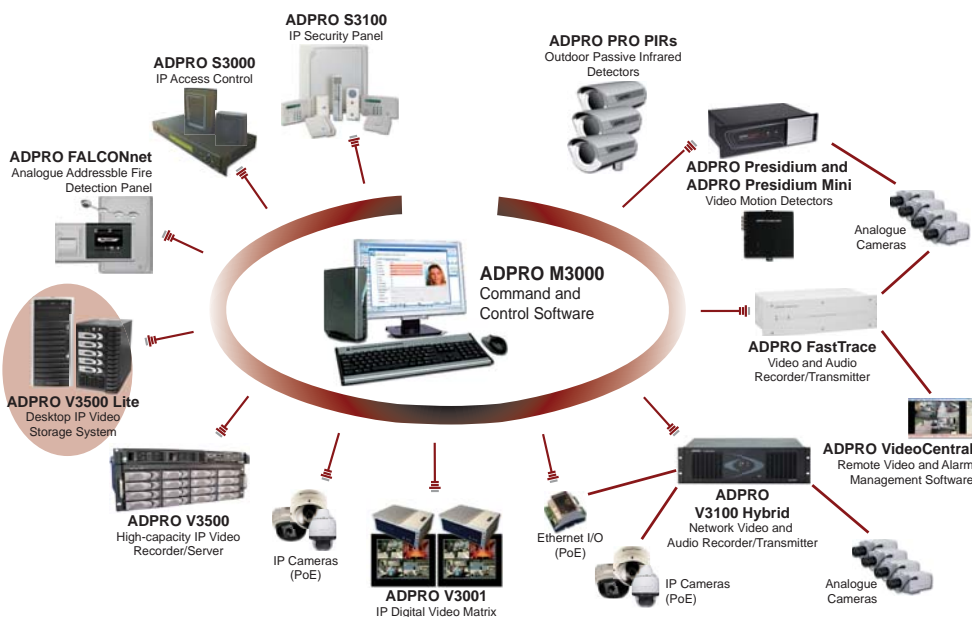 ADPRO S3100
IP Security Panel
ADPRO S3000
IP Access Control
ADPRO PRO PIRs
Outdoor Passive Infrared
Detectors
ADPRO FALCONnet
Analogue Addressble Fire
Detection Panel
ADPRO Presidium and
ADPRO Presidium Mini
Video Motion Detectors
Analogue
Cameras
ADPRO M3000
Command and
Control Software
ADPRO FastTrace
Video and Audio
Recorder/Transmitter
ADPRO V3500 Lite
Desktop IP Video
Storage System
ADPRO VideoCentral
Remote Video and Alarm
Management Software
ADPRO V3500
High-capacity IP Video
Recorder/Server
IP Cameras
(PoE)
ADPRO V3001
IP Digital Video Matrix
Ethernet I/O
(PoE)
ADPRO
V3100 Hybrid
Network Video and
Audio Recorder/Transmitter
IP Cameras
(PoE)
Analogue
Cameras